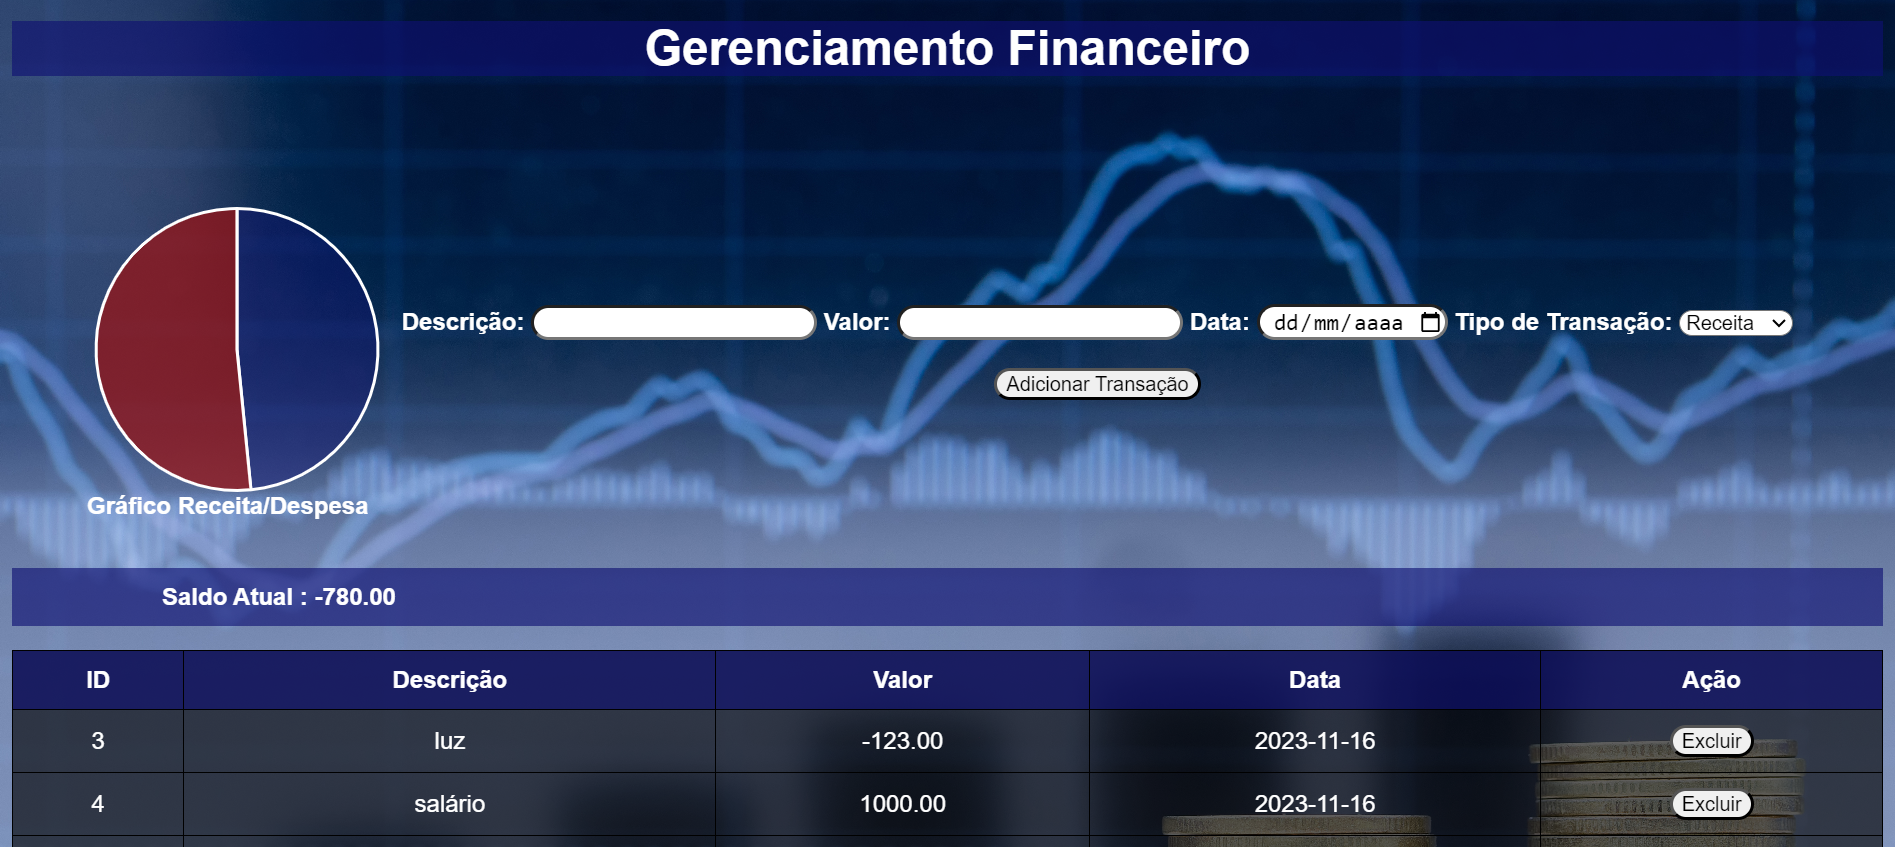 Gerenciamento Financeiro
Descrição: Valor: Data: dd/mm/aaaa Tipo de Transação: Receita
Adicionar Transação
Gráfico Receita/Despesa
Saldo Atual : -780.00
ID Descrição Valor Data Ação
3 luz -123.00 2023-11-16 Excluir
4 salário 1000.00 2023-11-16 Excluir